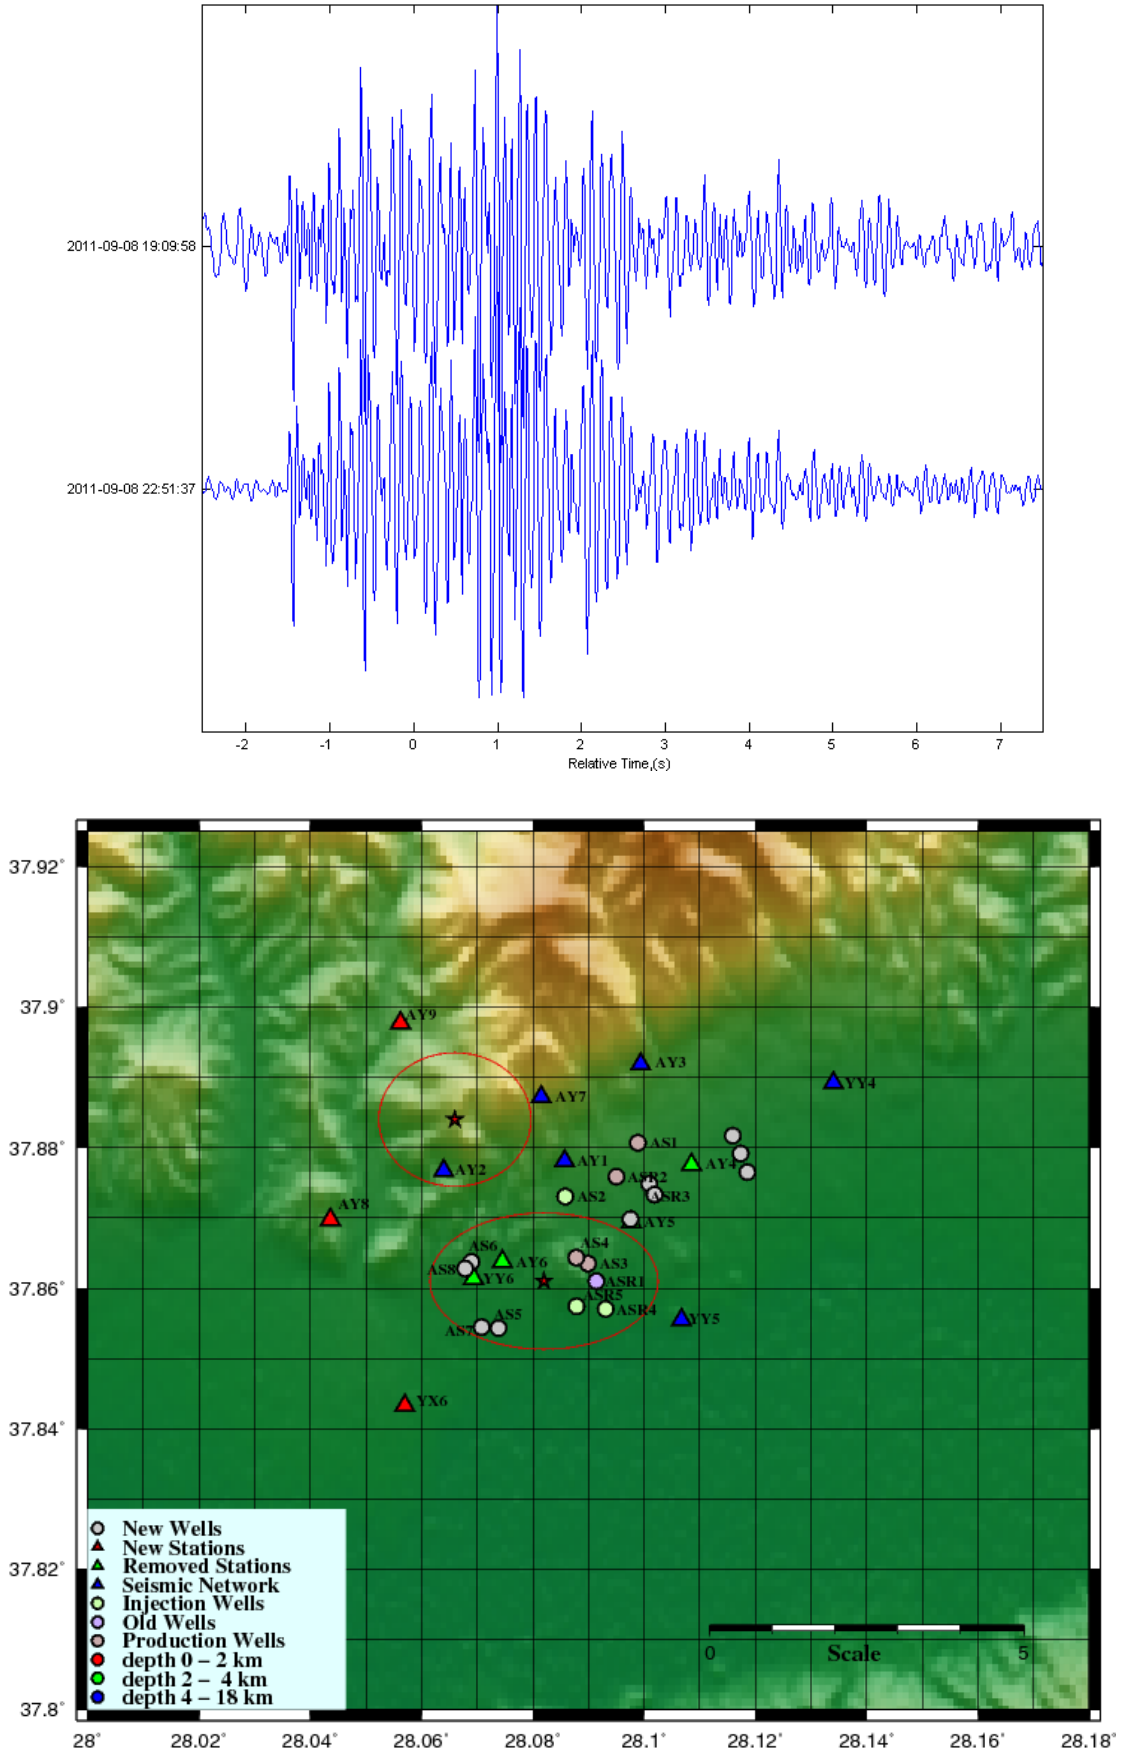 2011-09-08 19:09:58
2011-09-08 22:51:37
-2 -1 0 1 2 3 4 5 6 7
Relative Time,(s)
37.92°
37.9°
AY9
AY3
YY4
AY7
37.88°
AS1
AY2
AY1
AY4
ASR2
AS2
ASR3
AY8
AY5
AS6
AS4
AY6
AS3
AS8
YY6
ASR1
37.86°
ASR5
ASR4
AS5
YY5
AS7
YX6
37.84°
New Wells
New Stations
Removed Stations
37.82°
Seismic Network
Injection Wells
Old Wells
Production Wells
depth 0 – 2 km
depth 2 – 4 km
depth 4 – 18 km
0 Scale 5
37.8°
28° 28.02 28.04 28.06 28.08 28.1 28.12 28.14 28.16° 28.18°